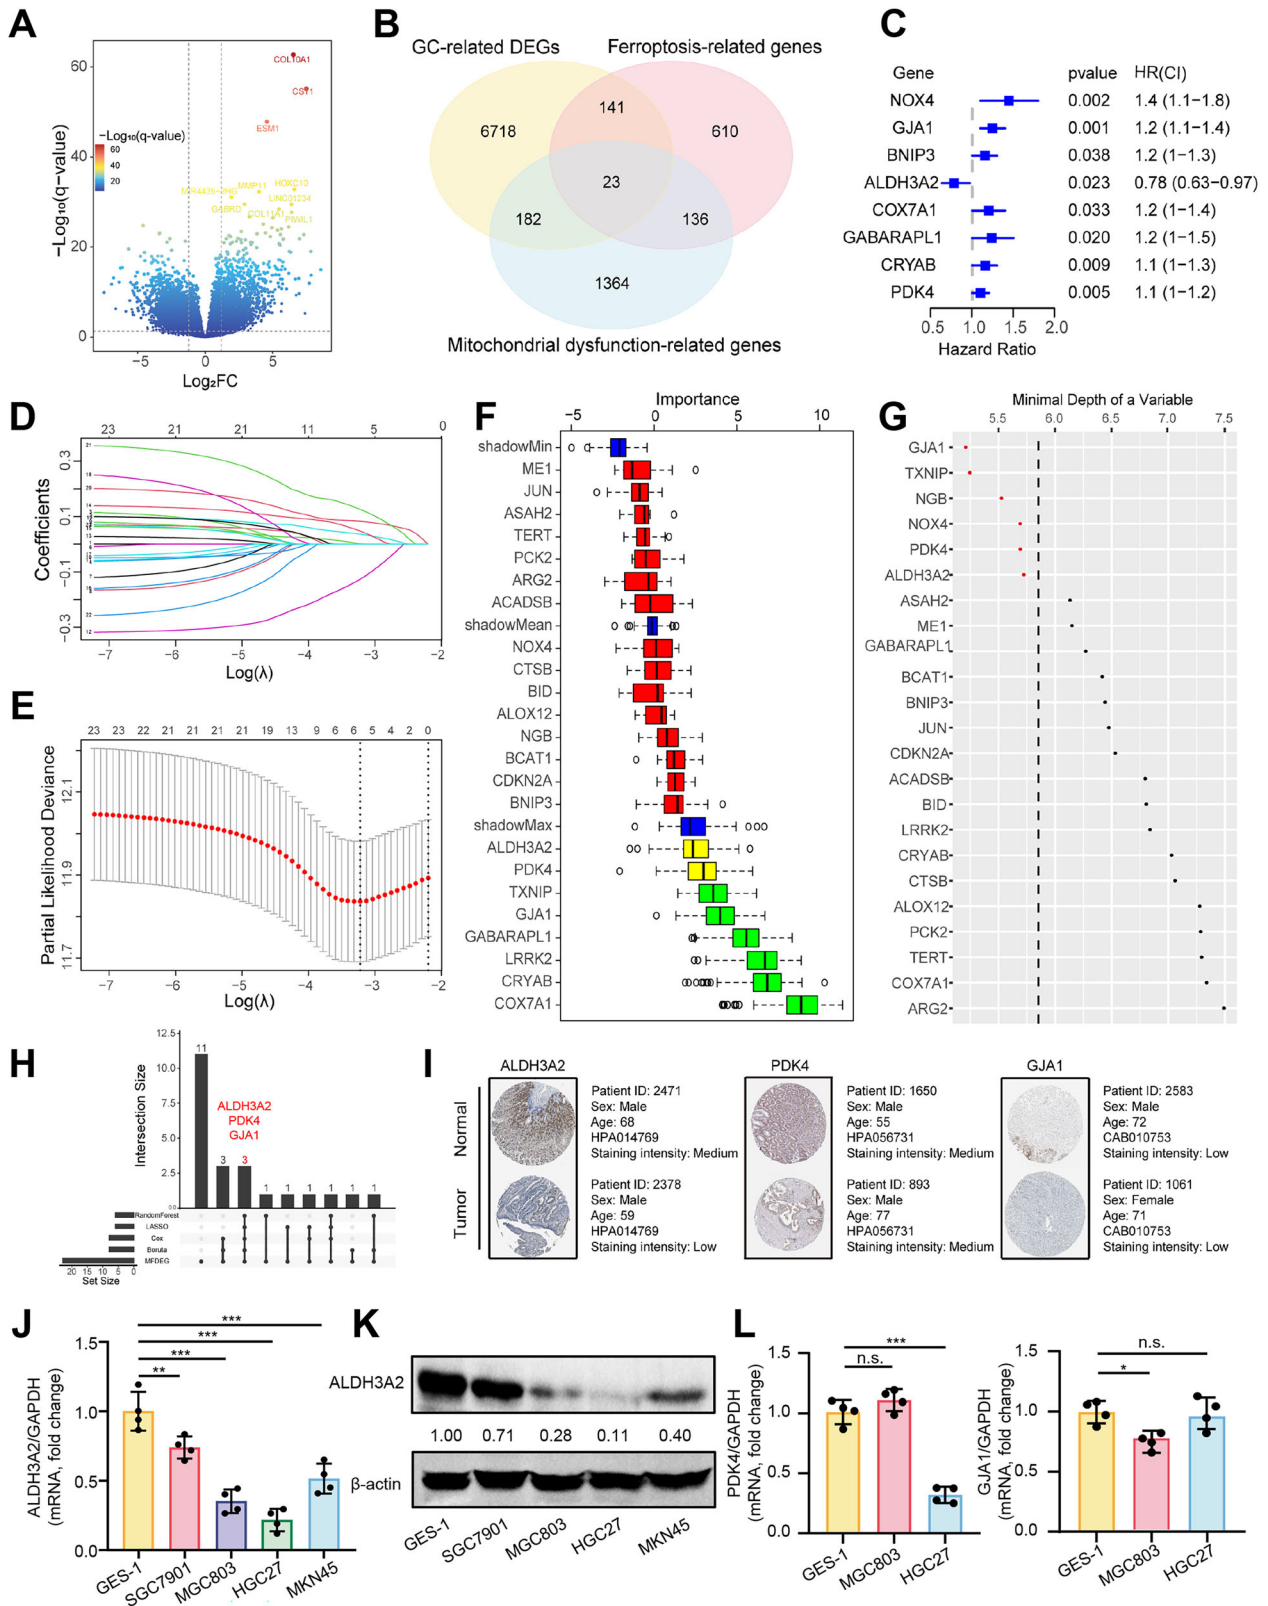 A
−Log₁₀(q-value)
60
40
20
0
COL10A1
CST1
ESM1
−Log₁₀(q-value)
60
40
20
MMP11
HOXC10
LINC01234
GABRD
COL11A1
PIWIL1
−5
0
5
Log₂FC
B
GC-related DEGs
Ferroptosis-related genes
141
6718
610
23
182
136
1364
Mitochondrial dysfunction-related genes
C
Gene pvalue HR(CI)
NOX4 0.002 1.4 (1.1−1.8)
GJA1 0.001 1.2 (1.1−1.4)
BNIP3 0.038 1.2 (1−1.3)
ALDH3A2 0.023 0.78 (0.63−0.97)
COX7A1 0.033 1.2 (1−1.4)
GABARAPL1 0.020 1.2 (1−1.5)
CRYAB 0.009 1.1 (1−1.3)
PDK4 0.005 1.1 (1−1.2)
0.5 1.0 1.5 2.0
Hazard Ratio
D
23 21 21 11 5 0
Coefficients
0.3
0.1
−0.1
−0.3
−7 −6 −5 −4 −3 −2
Log(λ)
E
23 23 22 21 21 21 21 19 13 9 6 6 5 4 2 0
Partial Likelihood Deviance
12.1
11.9
11.7
−7 −6 −5 −4 −3 −2
Log(λ)
F
Importance
−5 0 5 10
shadowMin
ME1
JUN
ASAH2
TERT
PCK2
ARG2
ACADSB
shadowMean
NOX4
CTSB
BID
ALOX12
NGB
BCAT1
CDKN2A
BNIP3
shadowMax
ALDH3A2
PDK4
TXNIP
GJA1
GABARAPL1
LRRK2
CRYAB
COX7A1
G
Minimal Depth of a Variable
5.5 6.0 6.5 7.0 7.5
GJA1
TXNIP
NGB
NOX4
PDK4
ALDH3A2
ASAH2
ME1
GABARAPL1
BCAT1
BNIP3
JUN
CDKN2A
ACADSB
BID
LRRK2
CRYAB
CTSB
ALOX12
PCK2
TERT
COX7A1
ARG2
H
Intersection Size
12.5
10.0
7.5
5.0
2.5
0.0
11
3
3
1 1 1 1 1 1
ALDH3A2
PDK4
GJA1
RandomForest
LASSO
Cox
Boruta
MFDEG
20 15 10 5 0
Set Size
I
ALDH3A2
PDK4
GJA1
Normal
Patient ID: 2471
Sex: Male
Age: 68
HPA014769
Staining intensity: Medium
Patient ID: 1650
Sex: Male
Age: 55
HPA056731
Staining intensity: Medium
Patient ID: 2583
Sex: Male
Age: 72
CAB010753
Staining intensity: Low
Tumor
Patient ID: 2378
Sex: Male
Age: 59
HPA014769
Staining intensity: Low
Patient ID: 893
Sex: Male
Age: 77
HPA056731
Staining intensity: Medium
Patient ID: 1061
Sex: Female
Age: 71
CAB010753
Staining intensity: Low
J
ALDH3A2/GAPDH
(mRNA, fold change)
1.5
1.0
0.5
0.0
***
***
***
**
GES-1
SGC7901
MGC803
HGC27
MKN45
K
ALDH3A2
1.00 0.71 0.28 0.11 0.40
β-actin
GES-1
SGC7901
MGC803
HGC27
MKN45
L
PDK4/GAPDH
(mRNA, fold change)
1.5
1.0
0.5
0.0
***
n.s.
GES-1
MGC803
HGC27
GJA1/GAPDH
(mRNA, fold change)
1.5
1.0
0.5
0.0
n.s.
*
GES-1
MGC803
HGC27